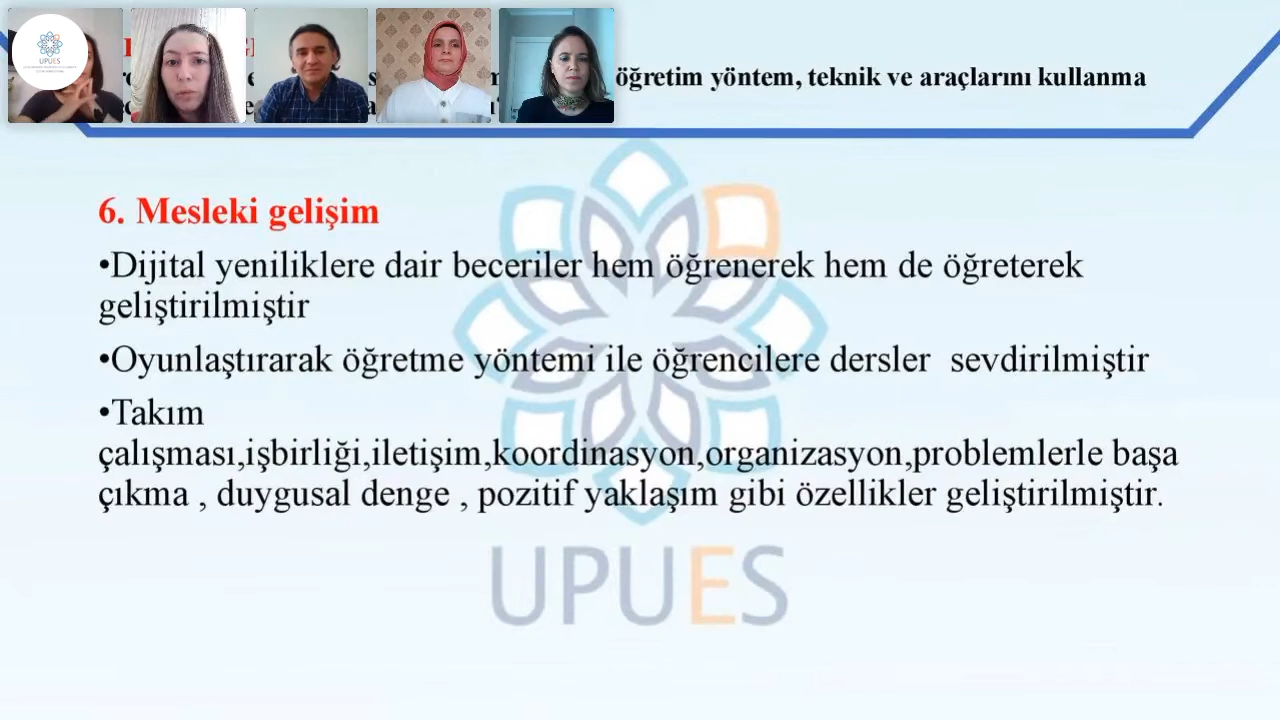 UPUES
öğretim yöntem, teknik ve araçlarını kullanma
6. Mesleki gelişim
•Dijital yeniliklere dair beceriler hem öğrenerek hem de öğreterek
geliştirilmiştir
•Oyunlaştırarak öğretme yöntemi ile öğrencilere dersler sevdirilmiştir
•Takım
çalışması,işbirliği,iletişim,koordinasyon,organizasyon,problemlerle başa
çıkma , duygusal denge , pozitif yaklaşım gibi özellikler geliştirilmiştir.
UPUES